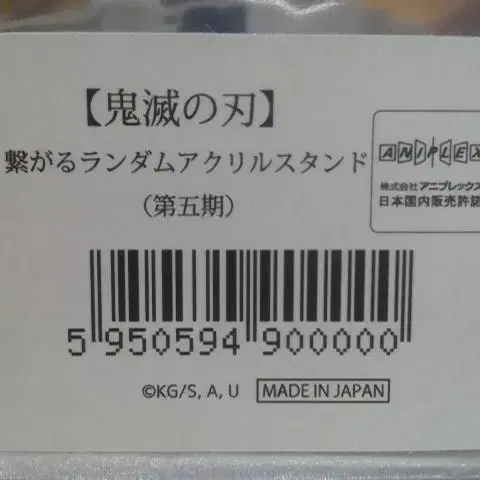 【鬼滅の刃】
繋がるランダムアクリルスタンド
（第五期）
ANIPLEX
株式会社アニプレックス
日本国内販売許諾
5 950594 900000
©KG/S, A, U
MADE IN JAPAN